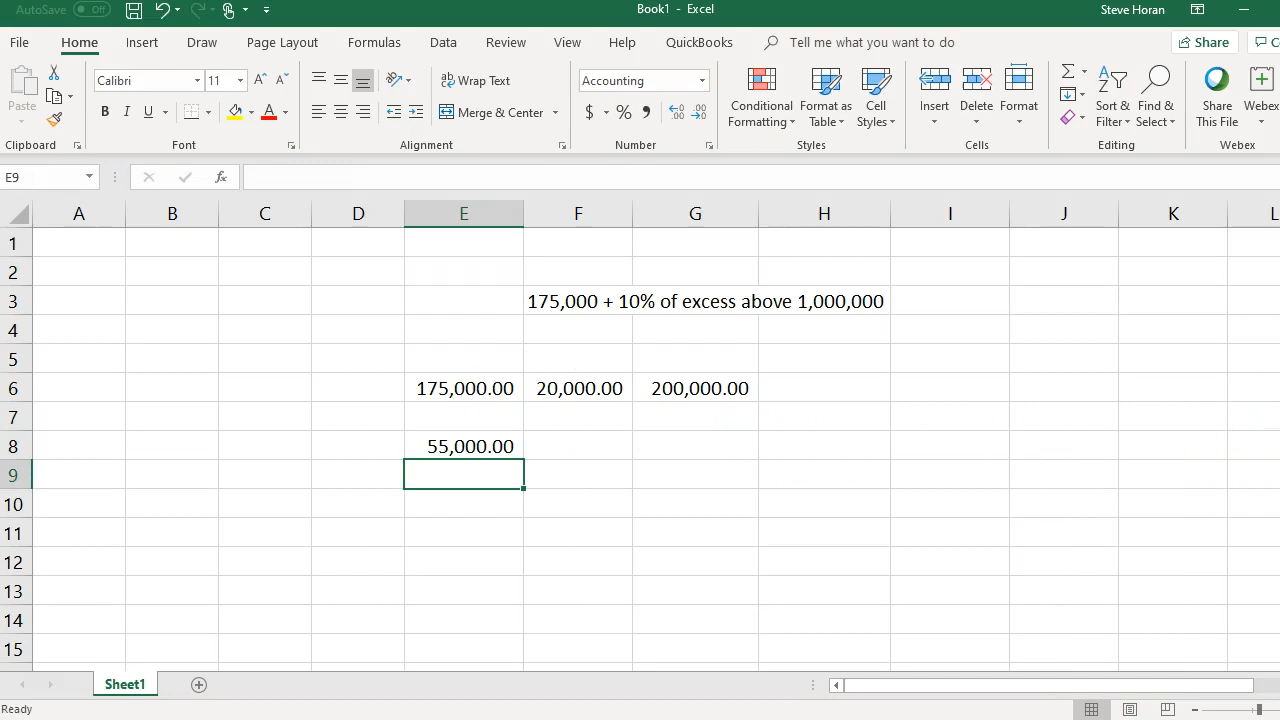 AutoSave Off Book1 - Excel Steve Horan
File Home Insert Draw Page Layout Formulas Data Review View Help QuickBooks Tell me what you want to do Share C
Paste Calibri 11 Wrap Text Accounting Conditional Format as Cell Insert Delete Format Sort & Find & Share Webex
B I U Merge & Center $ % Formatting Table Styles Filter Select This File
Clipboard Font Alignment Number Styles Cells Editing Webex
E9 fx
A B C D E F G H I J K L
1
2
3 175,000 + 10% of excess above 1,000,000
4
5
6 175,000.00 20,000.00 200,000.00
7
8 55,000.00
9
10
11
12
13
14
15
Sheet1
Ready